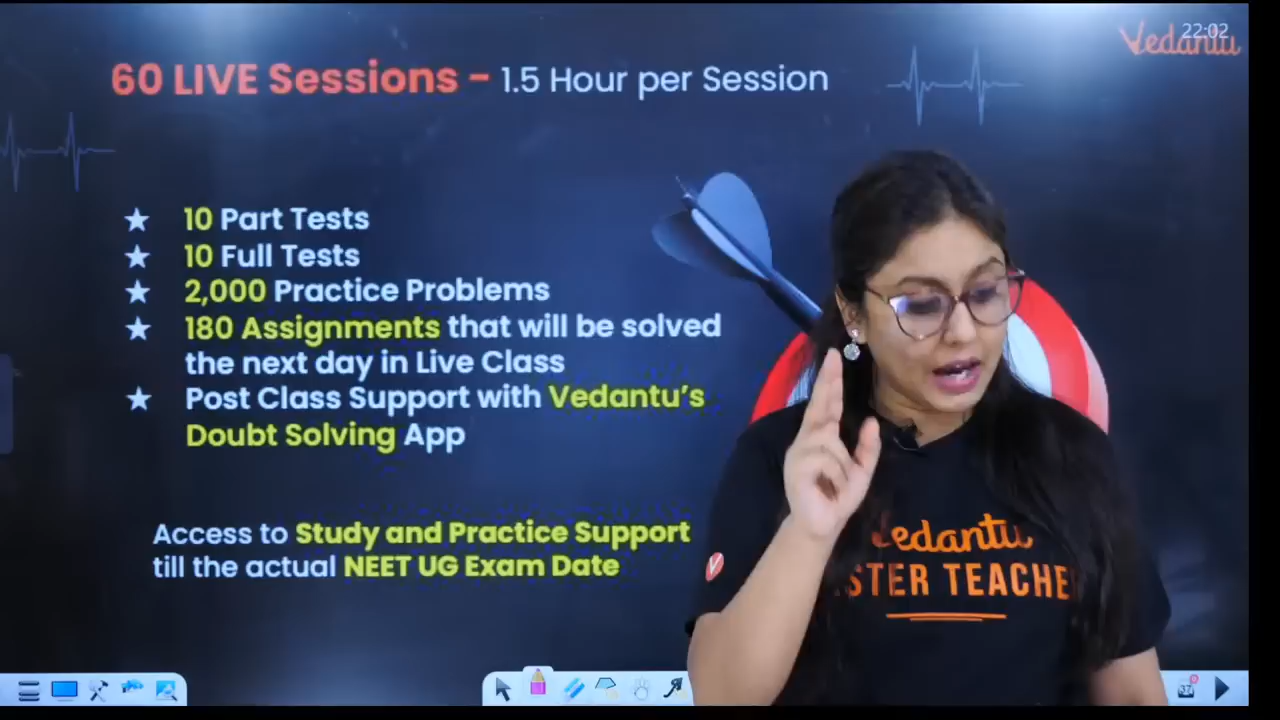 Vedantu
22:02
60 LIVE Sessions - 1.5 Hour per Session
★ 10 Part Tests
★ 10 Full Tests
★ 2,000 Practice Problems
★ 180 Assignments that will be solved
the next day in Live Class
★ Post Class Support with Vedantu's
Doubt Solving App
Access to Study and Practice Support
till the actual NEET UG Exam Date
Vedantu
STER TEACHE
V